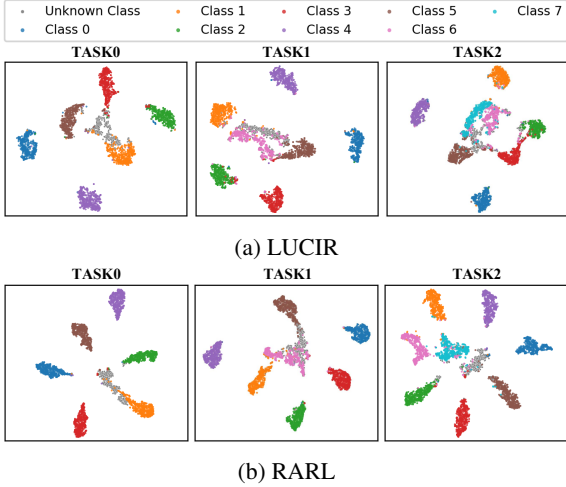 Unknown Class Class 1 Class 3 Class 5 Class 7
Class 0 Class 2 Class 4 Class 6
TASK0 TASK1 TASK2
(a) LUCIR
TASK0 TASK1 TASK2
(b) RARL